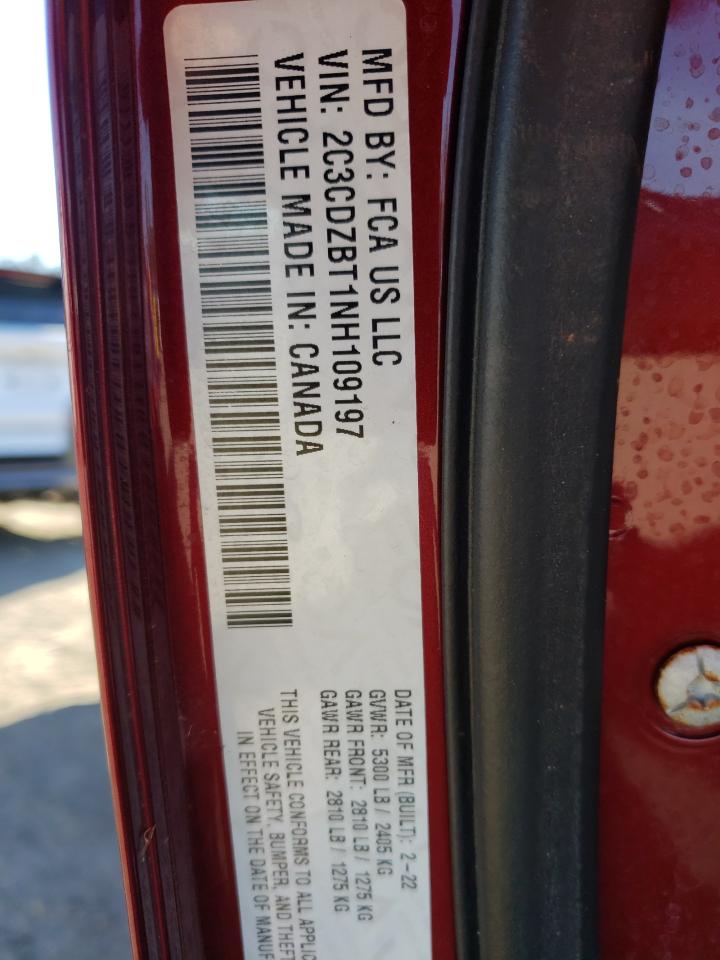 MFD BY: FCA US LLC
VIN: 2C3CDZBT1NH109197
VEHICLE MADE IN: CANADA
DATE OF MFR (BUILT): 2-22
GVWR: 5300 LB / 2405 KG
GAWR FRONT: 2810 LB / 1275 KG
GAWR REAR: 2810 LB / 1275 KG
THIS VEHICLE CONFORMS TO ALL
VEHICLE SAFETY, BUMPER, AND THEFT
IN EFFECT ON THE DATE OF